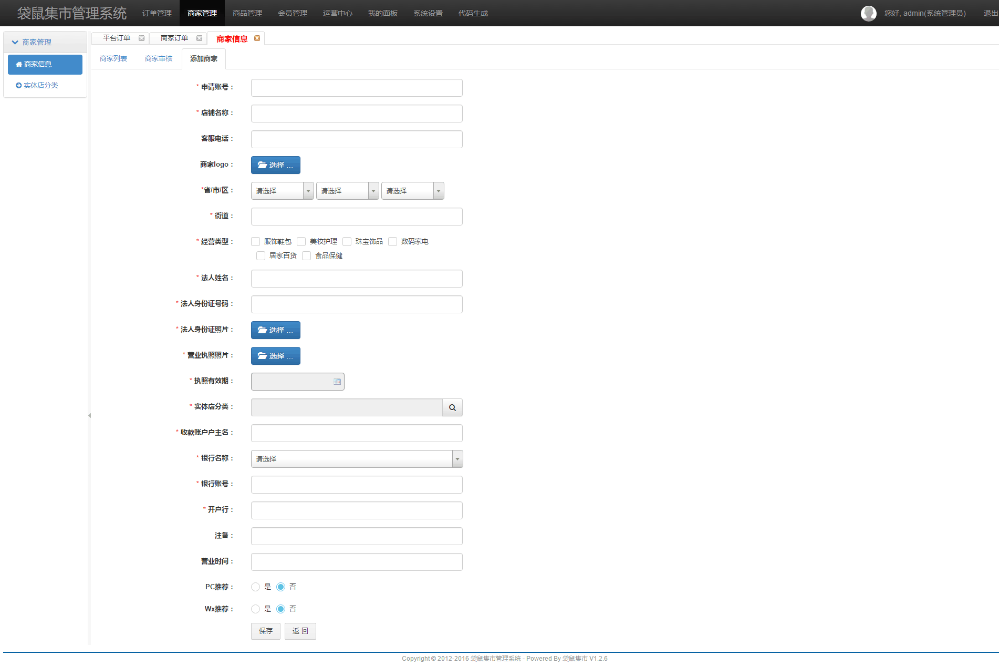 袋鼠集市管理系统 订单管理 商家管理 商品管理 会员管理 运营中心 我的面板 系统设置 代码生成 您好, admin(系统管理员) 退出
商家管理
商家信息
实体店分类
平台订单 商家订单 商家信息
商家列表 商家审核 添加商家
* 申请账号：
* 店铺名称：
客服电话：
商家logo： 选择 ...
*省/市/区： 请选择 请选择 请选择
* 街道：
* 经营类型： 服饰鞋包 美妆护理 珠宝饰品 数码家电
居家百货 食品保健
* 法人姓名：
* 法人身份证号码：
* 法人身份证照片： 选择 ...
* 营业执照照片： 选择 ...
* 执照有效期：
* 实体店分类：
* 收款账户户主名：
* 银行名称： 请选择
* 银行账号：
* 开户行：
注备：
营业时间：
PC推荐： 是 否
Wx推荐： 是 否
保存 返 回
Copyright © 2012-2016 袋鼠集市管理系统 - Powered By 袋鼠集市 V1.2.6